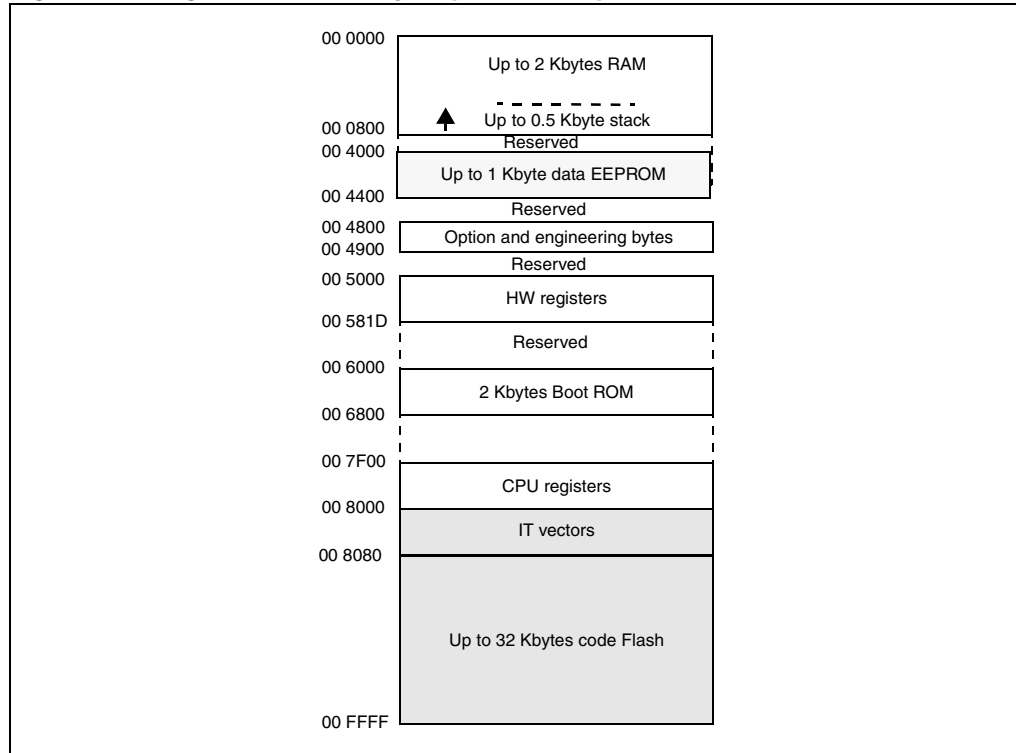 00 0000
Up to 2 Kbytes RAM
Up to 0.5 Kbyte stack
00 0800
Reserved
00 4000
Up to 1 Kbyte data EEPROM
00 4400
Reserved
00 4800
Option and engineering bytes
00 4900
Reserved
00 5000
HW registers
00 581D
Reserved
00 6000
2 Kbytes Boot ROM
00 6800
00 7F00
CPU registers
00 8000
IT vectors
00 8080
Up to 32 Kbytes code Flash
00 FFFF